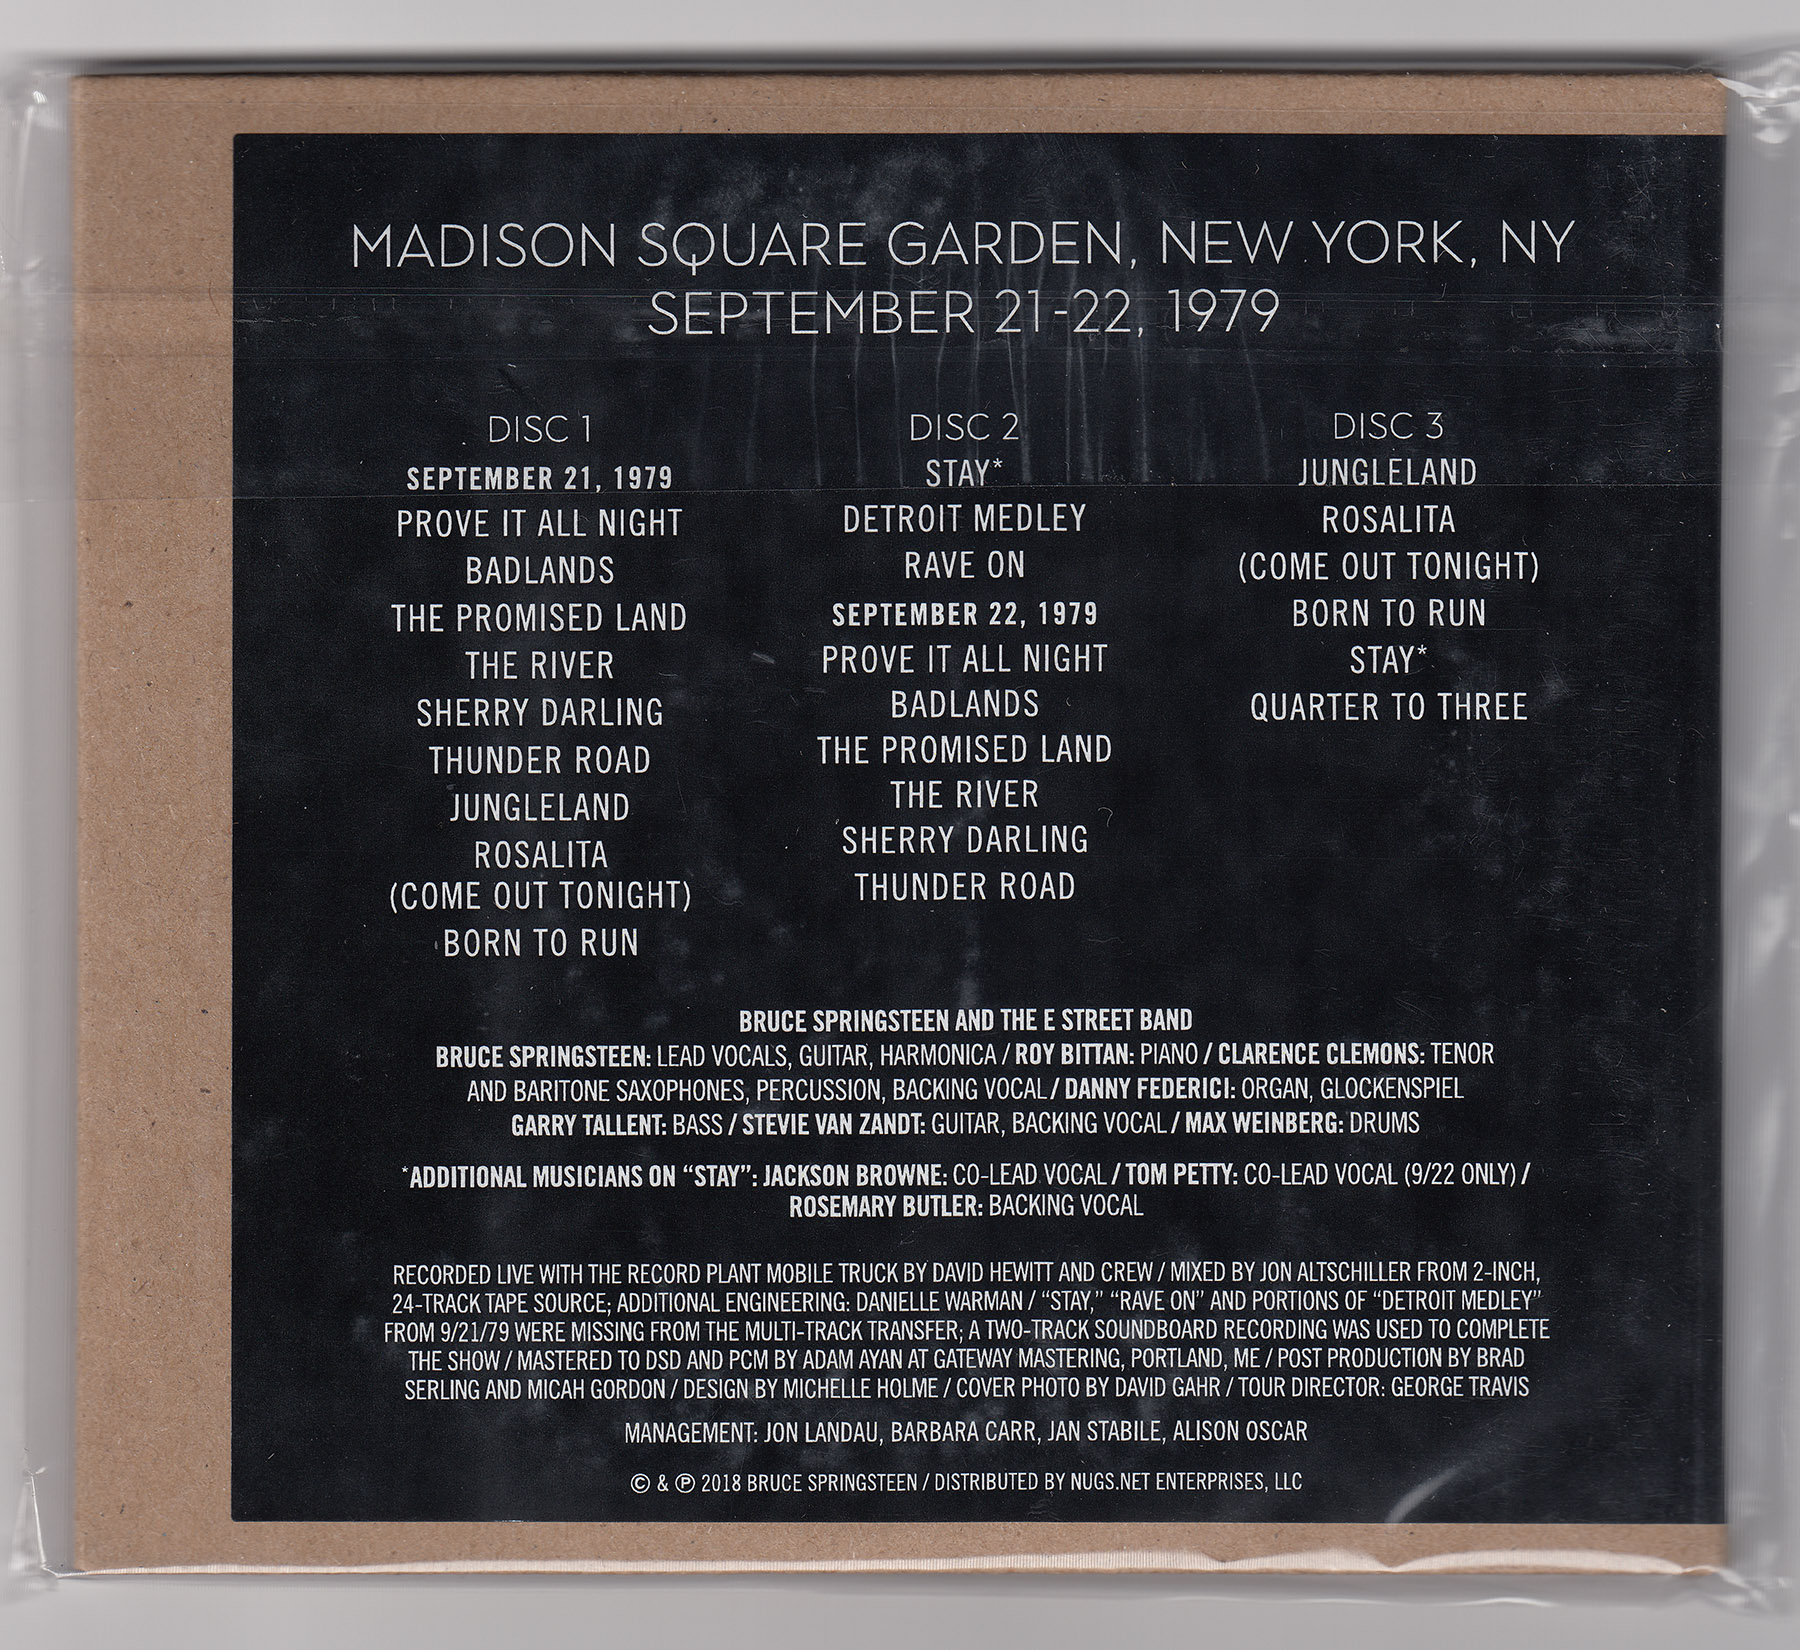 MADISON SQUARE GARDEN, NEW YORK, NY
SEPTEMBER 21-22, 1979
DISC 1
SEPTEMBER 21, 1979
PROVE IT ALL NIGHT
BADLANDS
THE PROMISED LAND
THE RIVER
SHERRY DARLING
THUNDER ROAD
JUNGLELAND
ROSALITA
(COME OUT TONIGHT)
BORN TO RUN
DISC 2
STAY*
DETROIT MEDLEY
RAVE ON
SEPTEMBER 22, 1979
PROVE IT ALL NIGHT
BADLANDS
THE PROMISED LAND
THE RIVER
SHERRY DARLING
THUNDER ROAD
DISC 3
JUNGLELAND
ROSALITA
(COME OUT TONIGHT)
BORN TO RUN
STAY*
QUARTER TO THREE
BRUCE SPRINGSTEEN AND THE E STREET BAND
BRUCE SPRINGSTEEN: LEAD VOCALS, GUITAR, HARMONICA / ROY BITTAN: PIANO / CLARENCE CLEMONS: TENOR
AND BARITONE SAXOPHONES, PERCUSSION, BACKING VOCAL / DANNY FEDERICI: ORGAN, GLOCKENSPIEL
GARRY TALLENT: BASS / STEVIE VAN ZANDT: GUITAR, BACKING VOCAL / MAX WEINBERG: DRUMS
*ADDITIONAL MUSICIANS ON “STAY”: JACKSON BROWNE: CO-LEAD VOCAL / TOM PETTY: CO-LEAD VOCAL (9/22 ONLY) /
ROSEMARY BUTLER: BACKING VOCAL
RECORDED LIVE WITH THE RECORD PLANT MOBILE TRUCK BY DAVID HEWITT AND CREW / MIXED BY JON ALTSCHILLER FROM 2-INCH,
24-TRACK TAPE SOURCE; ADDITIONAL ENGINEERING: DANIELLE WARMAN / “STAY,” “RAVE ON” AND PORTIONS OF “DETROIT MEDLEY”
FROM 9/21/79 WERE MISSING FROM THE MULTI-TRACK TRANSFER; A TWO-TRACK SOUNDBOARD RECORDING WAS USED TO COMPLETE
THE SHOW / MASTERED TO DSD AND PCM BY ADAM AYAN AT GATEWAY MASTERING, PORTLAND, ME / POST PRODUCTION BY BRAD
SERLING AND MICAH GORDON / DESIGN BY MICHELLE HOLME / COVER PHOTO BY DAVID GAHR / TOUR DIRECTOR: GEORGE TRAVIS
MANAGEMENT: JON LANDAU, BARBARA CARR, JAN STABILE, ALISON OSCAR
© & ℗ 2018 BRUCE SPRINGSTEEN / DISTRIBUTED BY NUGS.NET ENTERPRISES, LLC